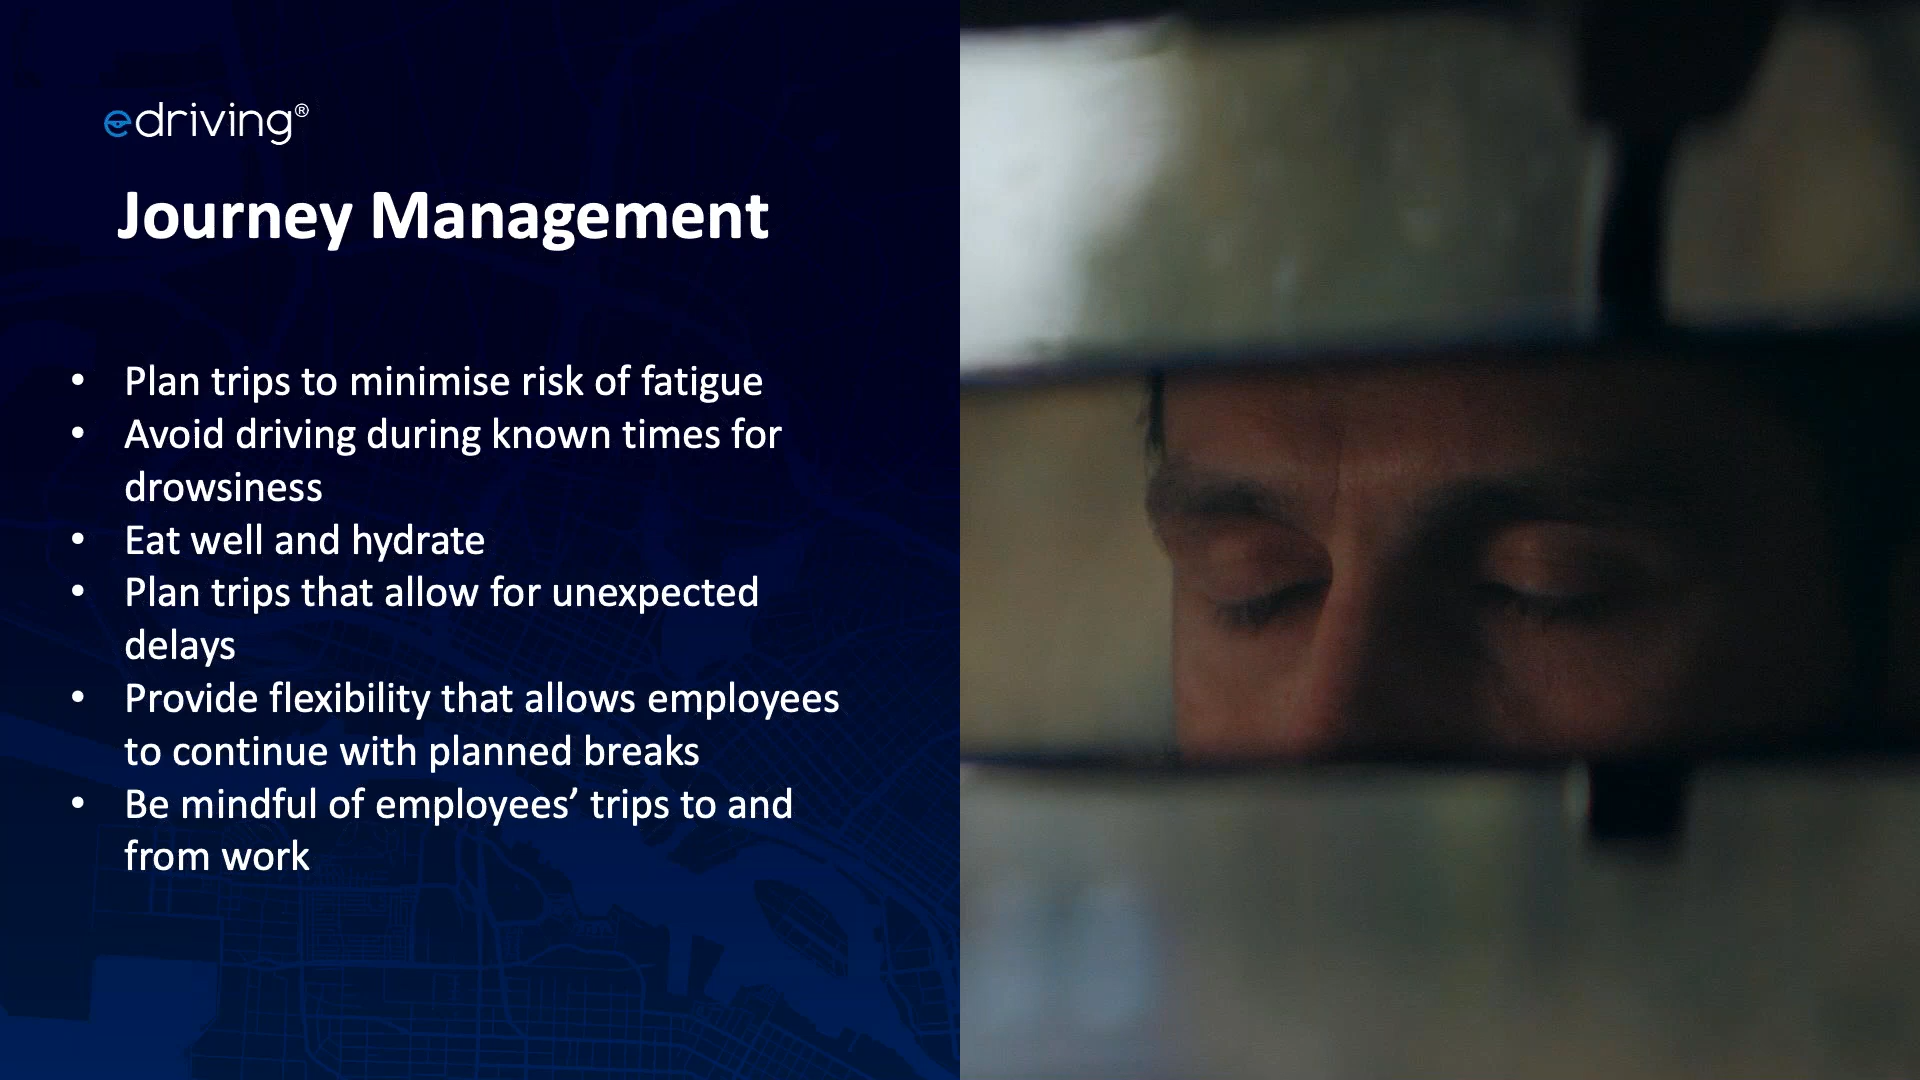 edriving®
Journey Management
• Plan trips to minimise risk of fatigue
• Avoid driving during known times for
drowsiness
• Eat well and hydrate
• Plan trips that allow for unexpected
delays
• Provide flexibility that allows employees
to continue with planned breaks
• Be mindful of employees’ trips to and
from work